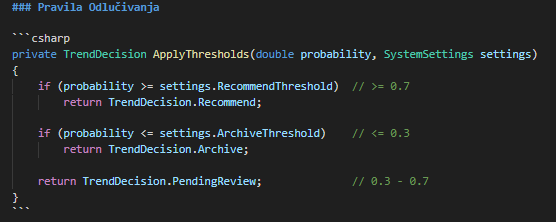 ### Pravila Odlučivanja
```csharp
private TrendDecision ApplyThresholds(double probability, SystemSettings settings)
{
    if (probability >= settings.RecommendThreshold)  // >= 0.7
        return TrendDecision.Recommend;
    if (probability <= settings.ArchiveThreshold)    // <= 0.3
        return TrendDecision.Archive;
    return TrendDecision.PendingReview;              // 0.3 - 0.7
}
```